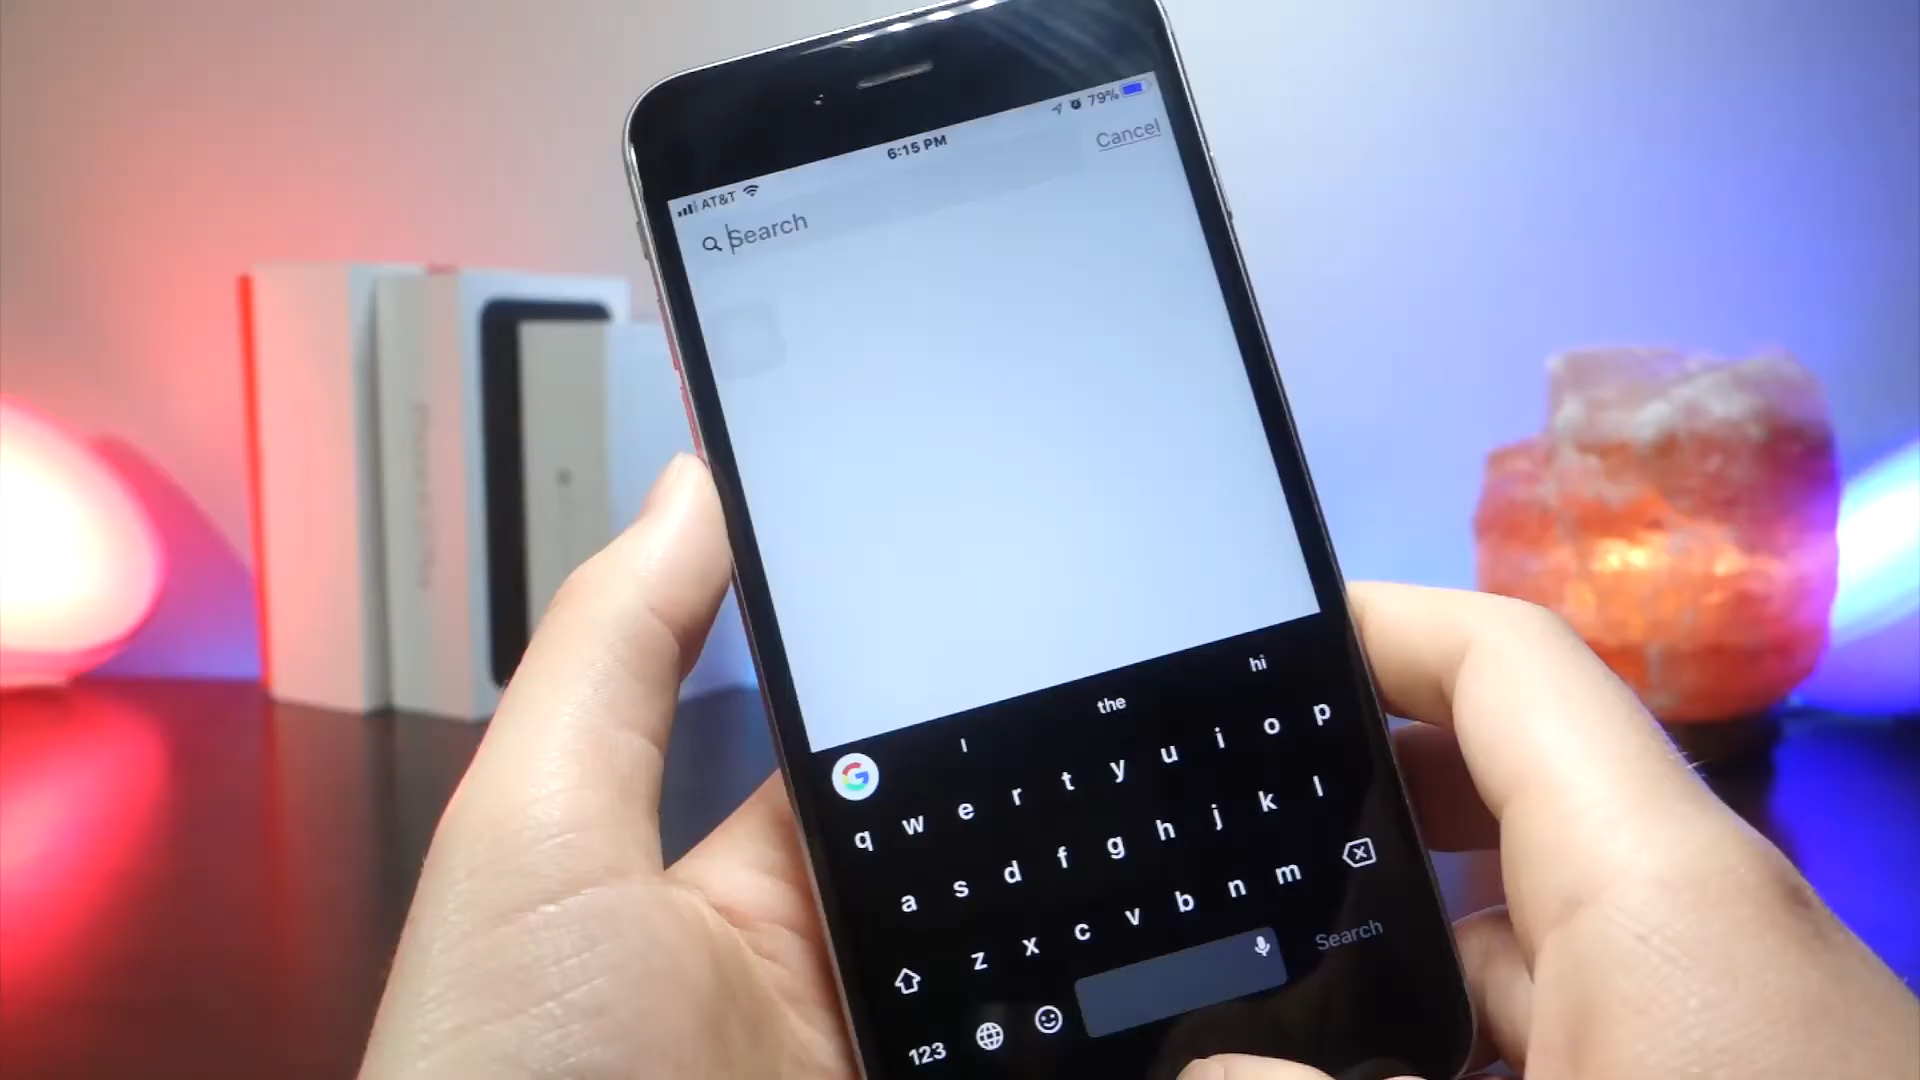 AT&T 6:15 PM 79%
Search Cancel
I the hi
q w e r t y u i o p
a s d f g h j k l
z x c v b n m
123 Search